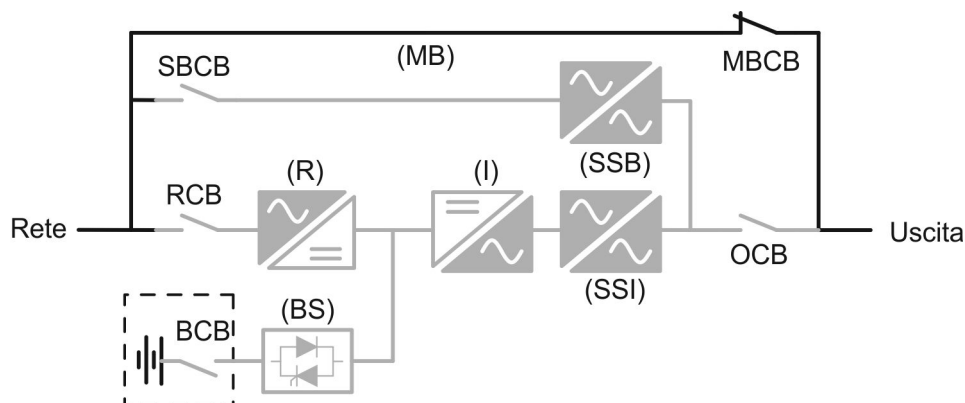 (MB)
MBCB
SBCB
(SSB)
(R)
(I)
RCB
Rete
Uscita
OCB
(SSI)
(BS)
BCB